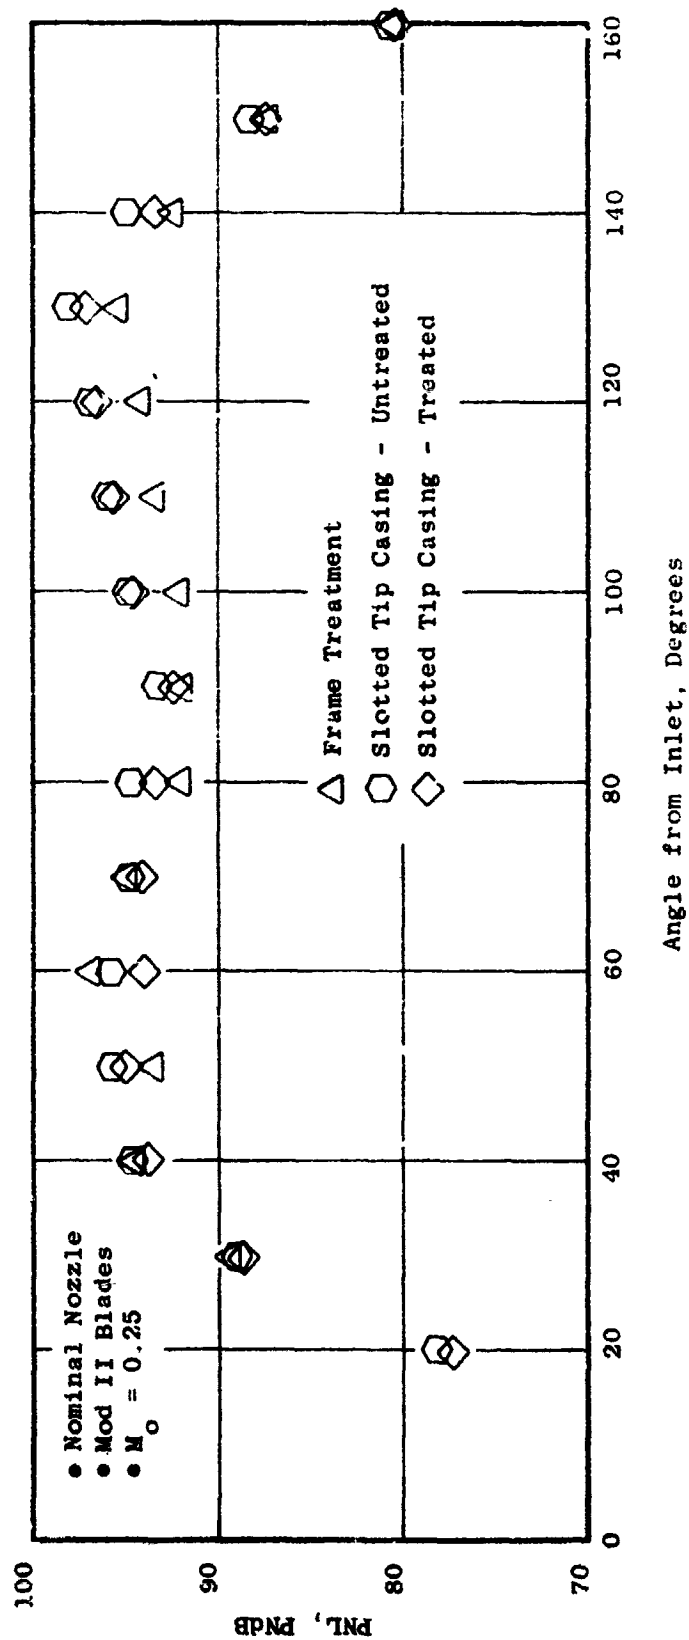 100
90
80
70
PNL, PNdB
● Nominal Nozzle
● Mod II Blades
● Mo = 0.25
Frame Treatment
Slotted Tip Casing - Untreated
Slotted Tip Casing - Treated
0
20
40
60
80
100
120
140
160
Angle from Inlet, Degrees